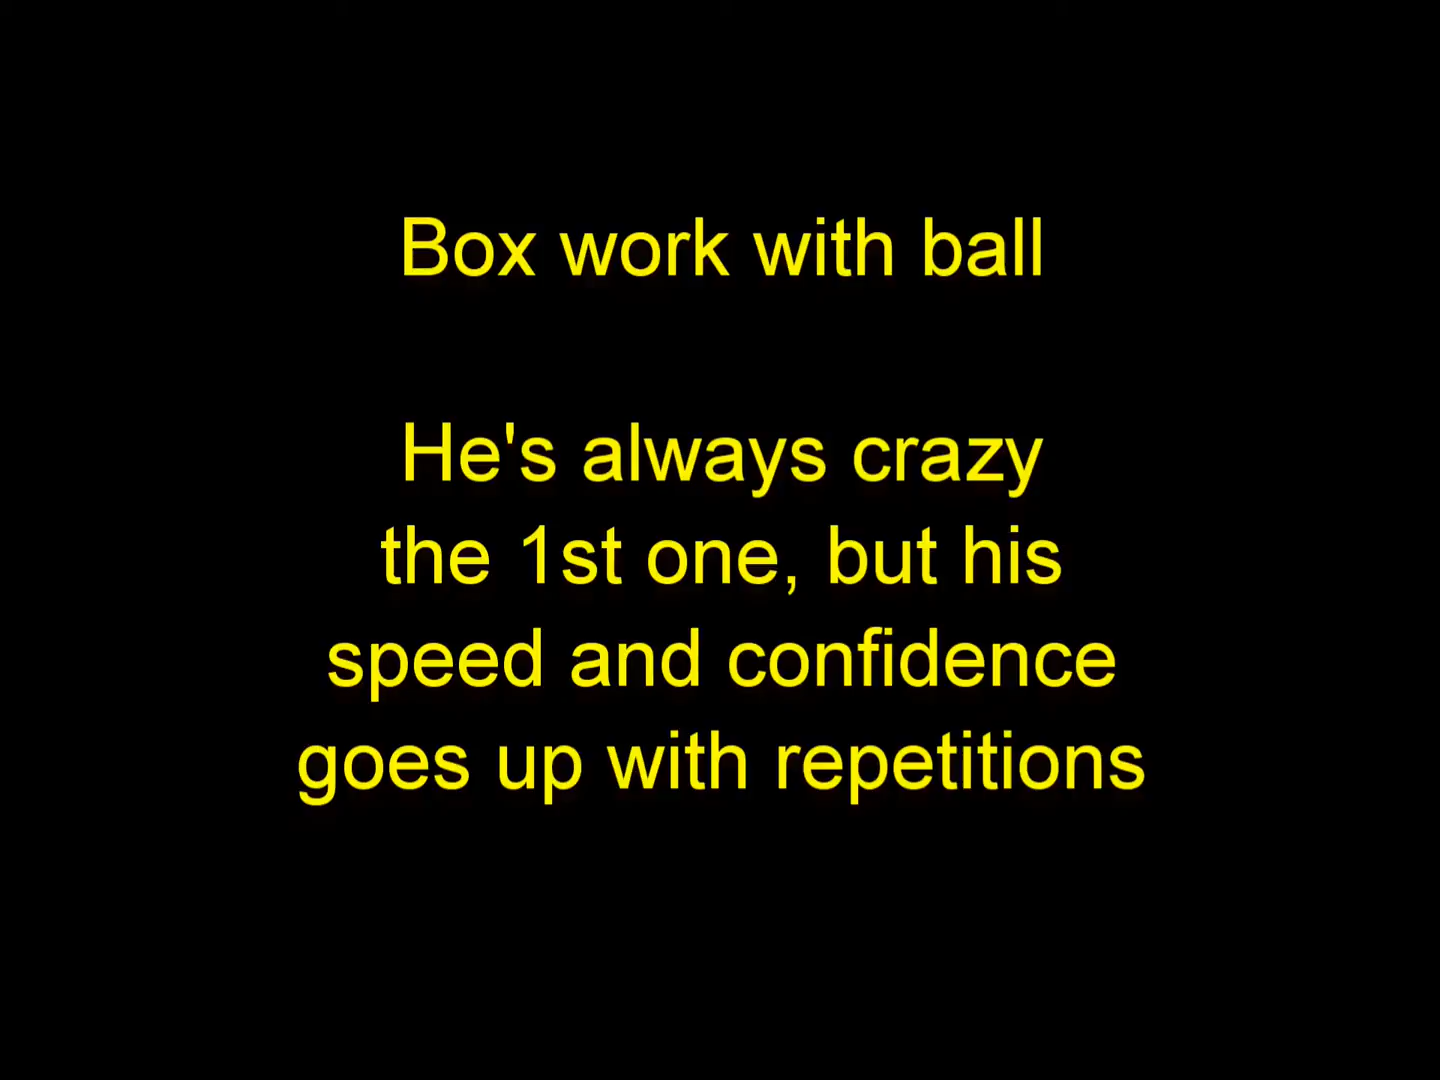 Box work with ball
He's always crazy
the 1st one, but his
speed and confidence
goes up with repetitions